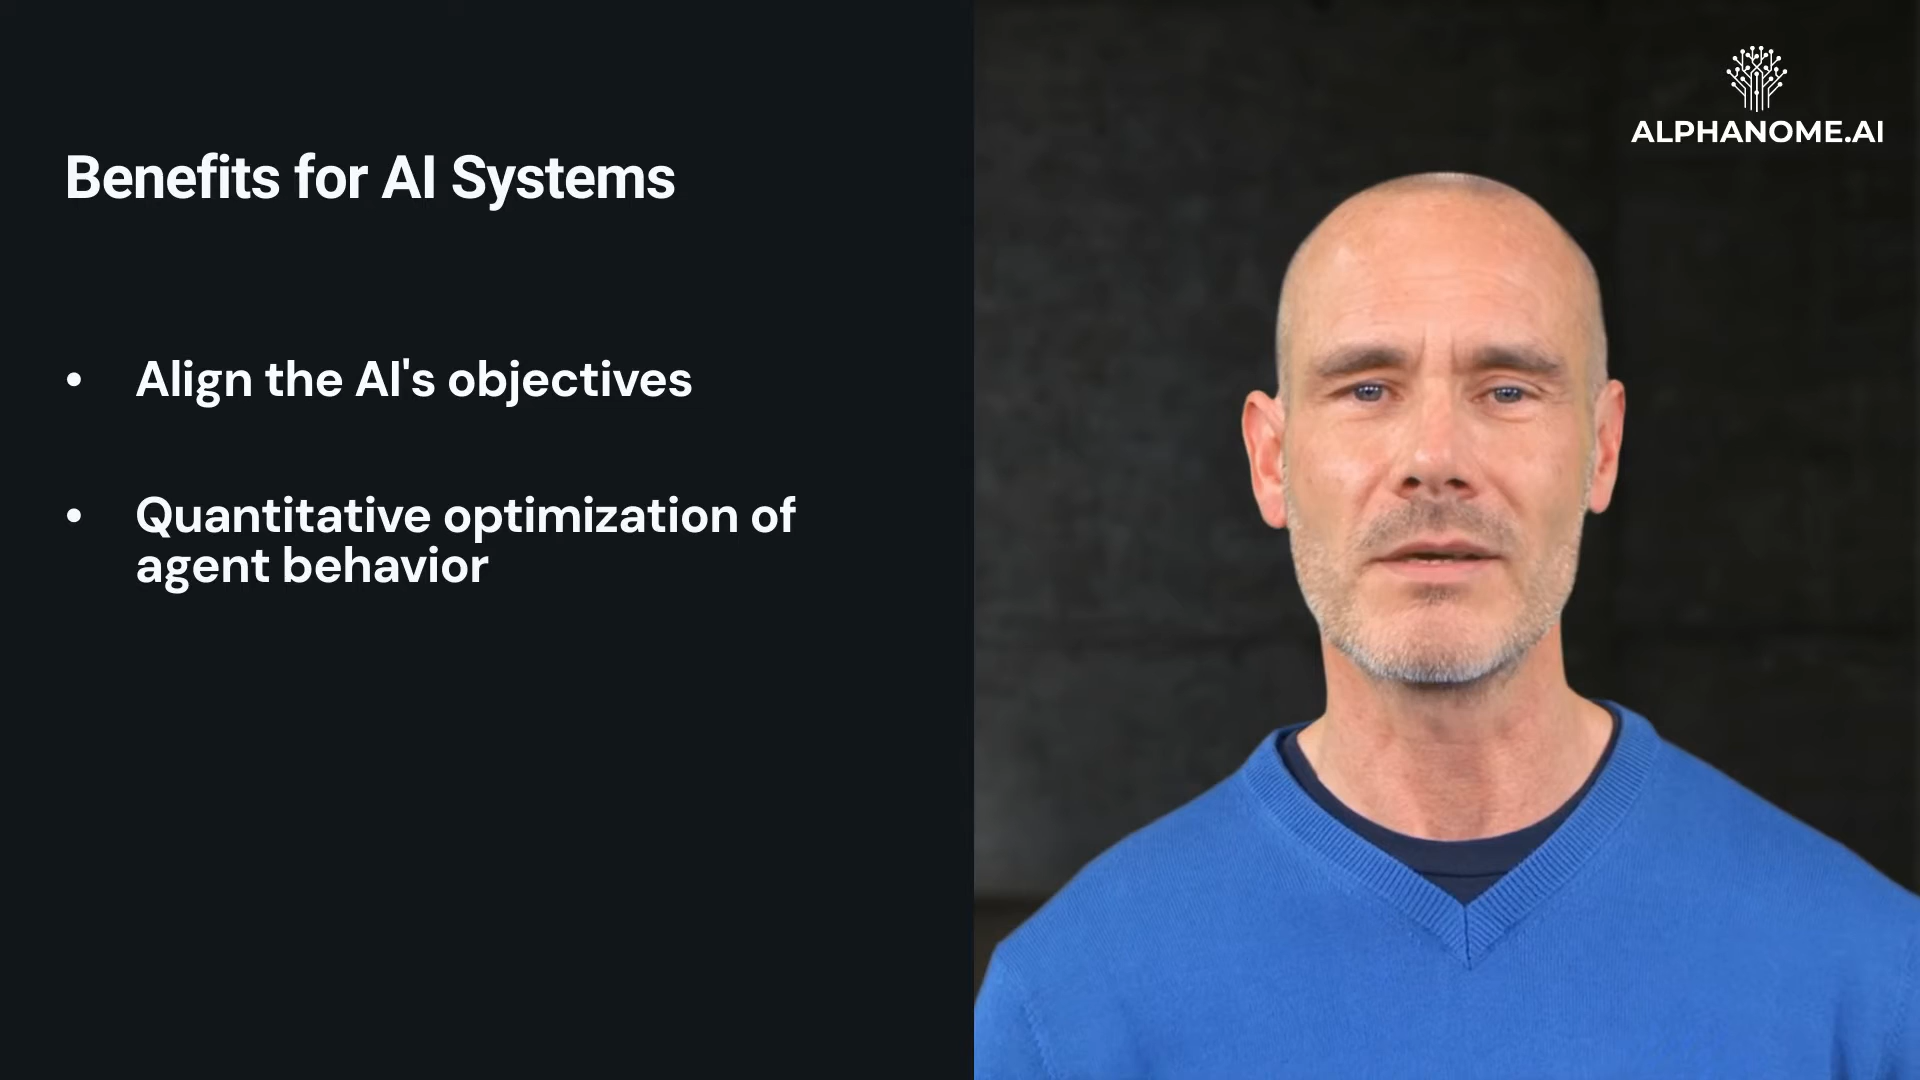 ALPHANOME.AI
Benefits for AI Systems
• Align the AI's objectives
• Quantitative optimization of
agent behavior